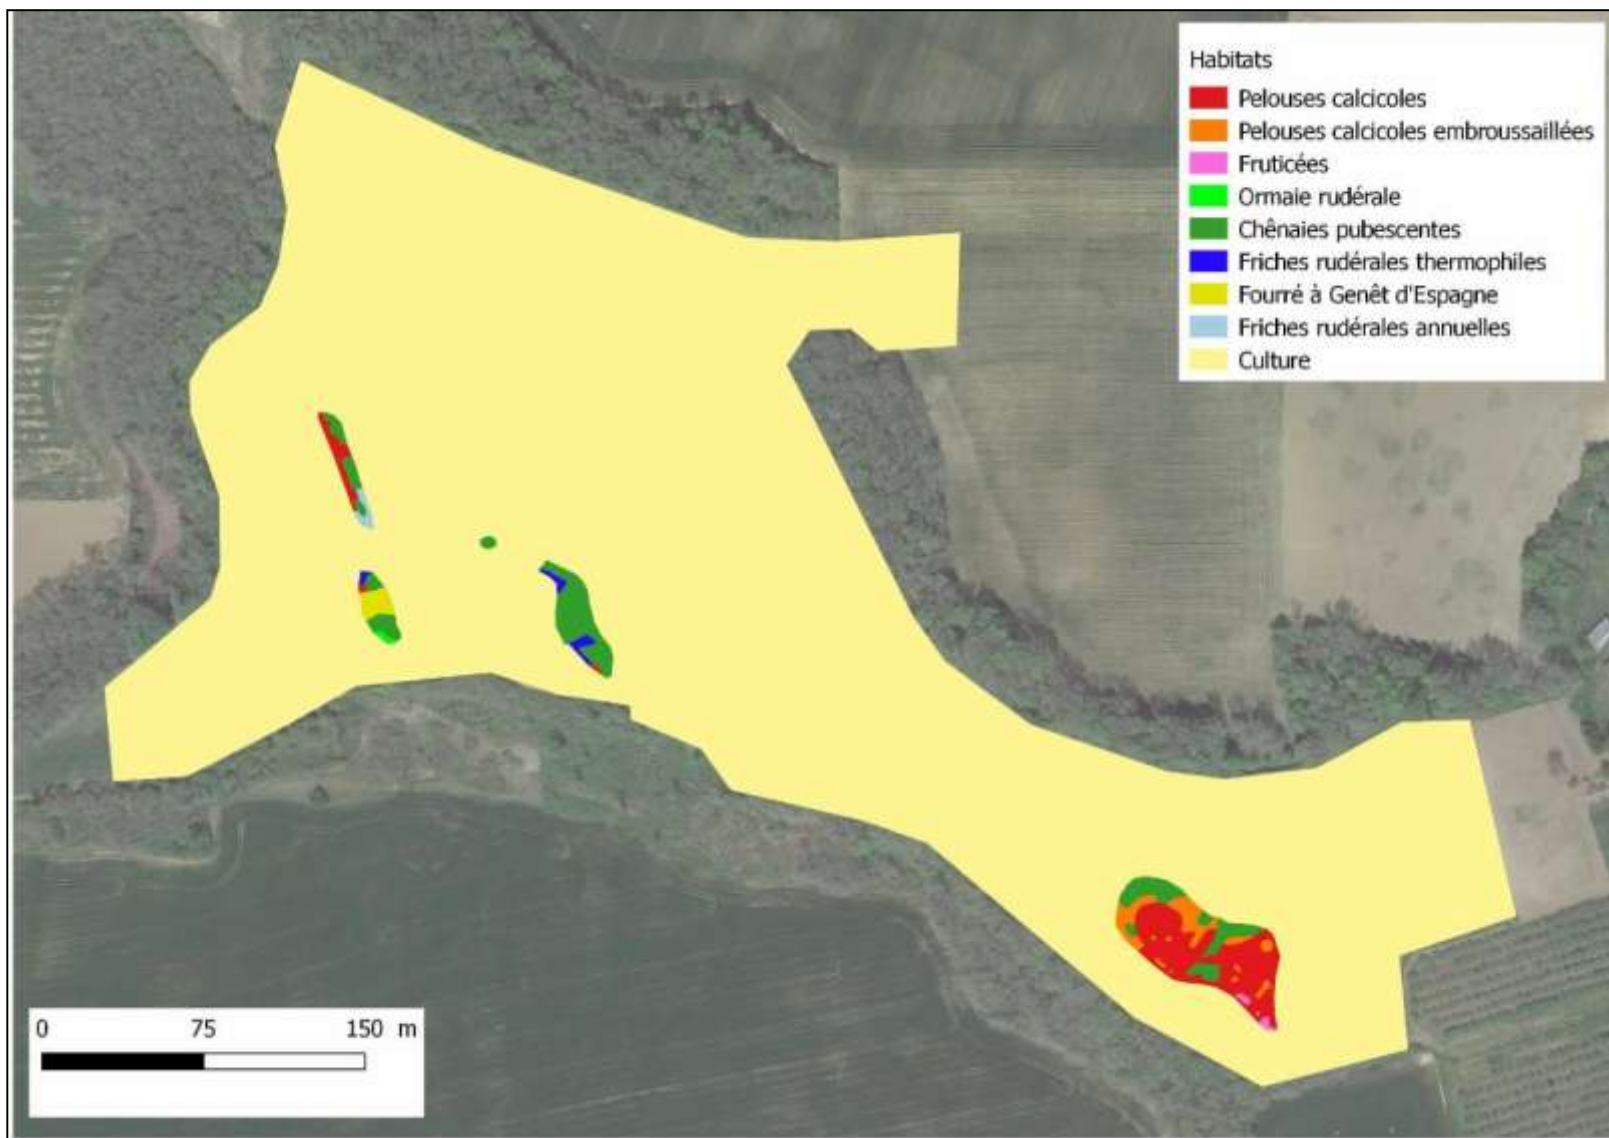 Habitats
Pelouses calcicoles
Pelouses calcicoles embroussaillées
Fruticées
Ormaie rudérale
Chênaies pubescentes
Friches rudérales thermophiles
Fourré à Genêt d'Espagne
Friches rudérales annuelles
Culture
0 75 150 m